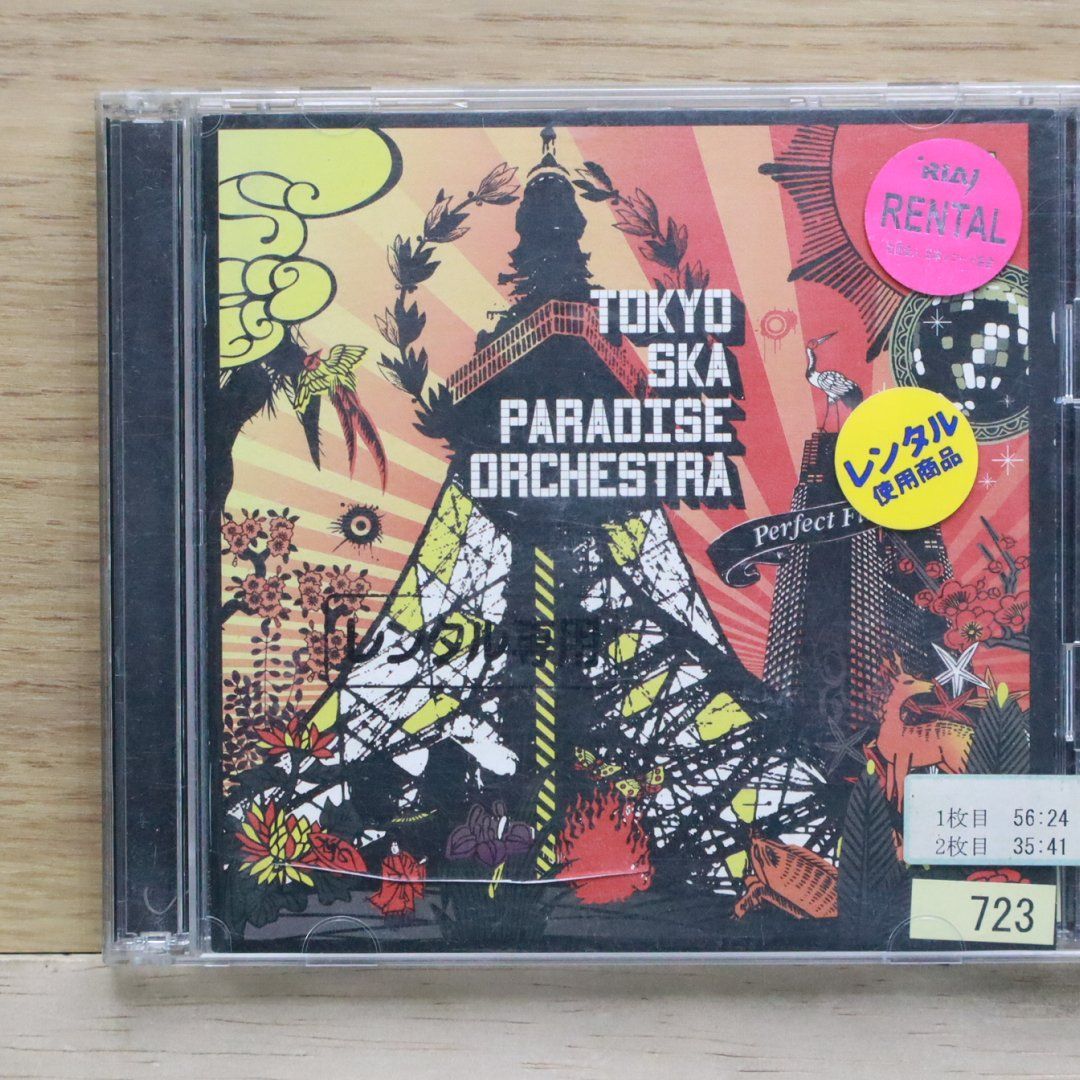 RIAJ
RENTAL
TOKYO
SKA
PARADISE
ORCHESTRA
レンタル
使用商品
Perfect
レンタル専用
1枚目 56:24
2枚目 35:41
723